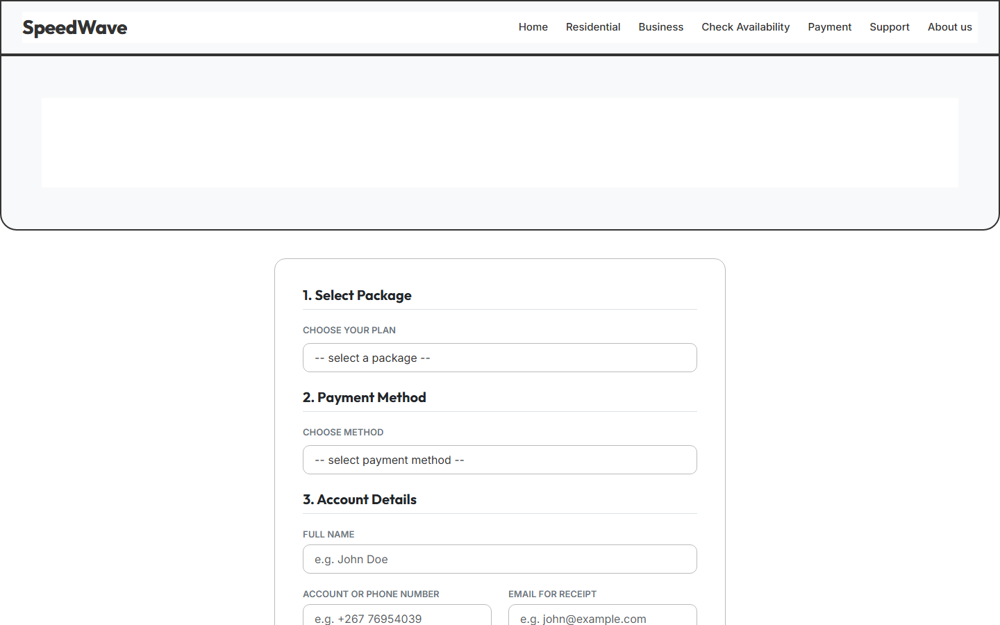 SpeedWave
Home Residential Business Check Availability Payment Support About us
1. Select Package
CHOOSE YOUR PLAN
-- select a package --
2. Payment Method
CHOOSE METHOD
-- select payment method --
3. Account Details
FULL NAME
e.g. John Doe
ACCOUNT OR PHONE NUMBER EMAIL FOR RECEIPT
e.g. +267 76954039 e.g. john@example.com